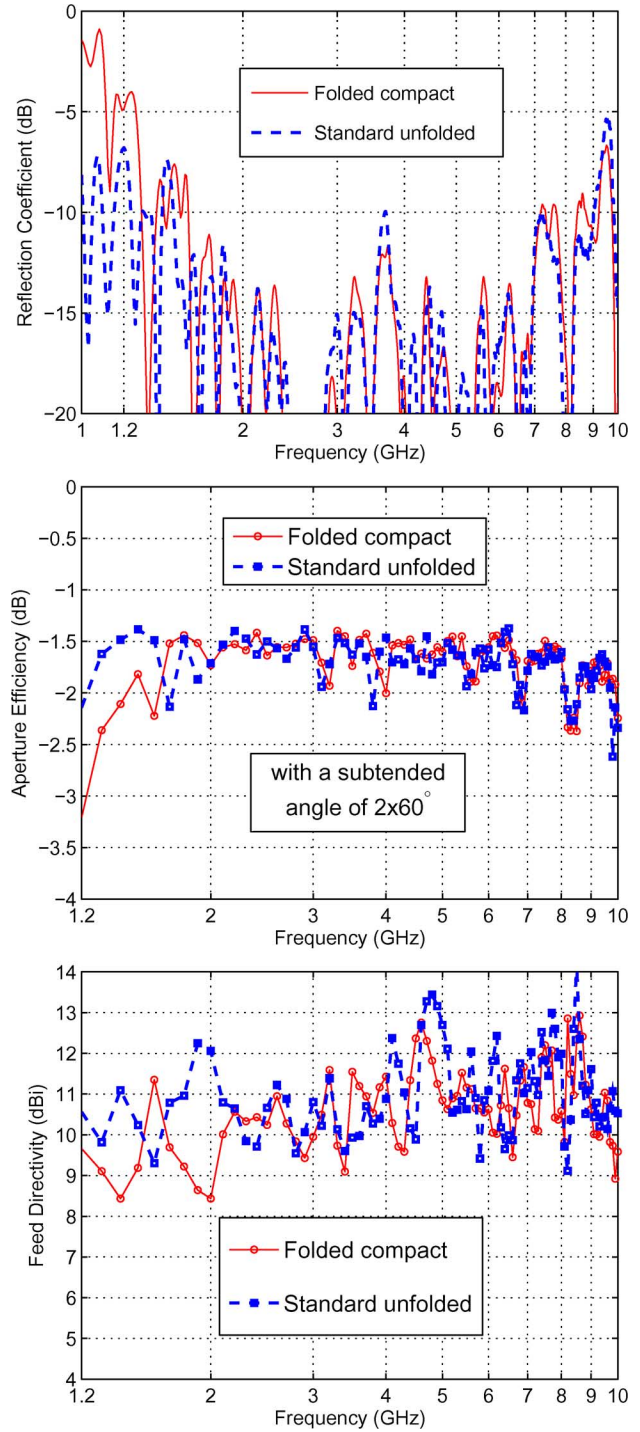 0
−5
−10
−15
−20
Reflection Coefficient (dB)
Folded compact
Standard unfolded
1 1.2 2 3 4 5 6 7 8 9 10
Frequency (GHz)
0
−0.5
−1
−1.5
−2
−2.5
−3
−3.5
−4
Aperture Efficiency (dB)
Folded compact
Standard unfolded
with a subtended
angle of 2x60°
1.2 2 3 4 5 6 7 8 9 10
Frequency (GHz)
14
13
12
11
10
9
8
7
6
5
4
Feed Directivity (dBi)
Folded compact
Standard unfolded
1.2 2 3 4 5 6 7 8 9 10
Frequency (GHz)